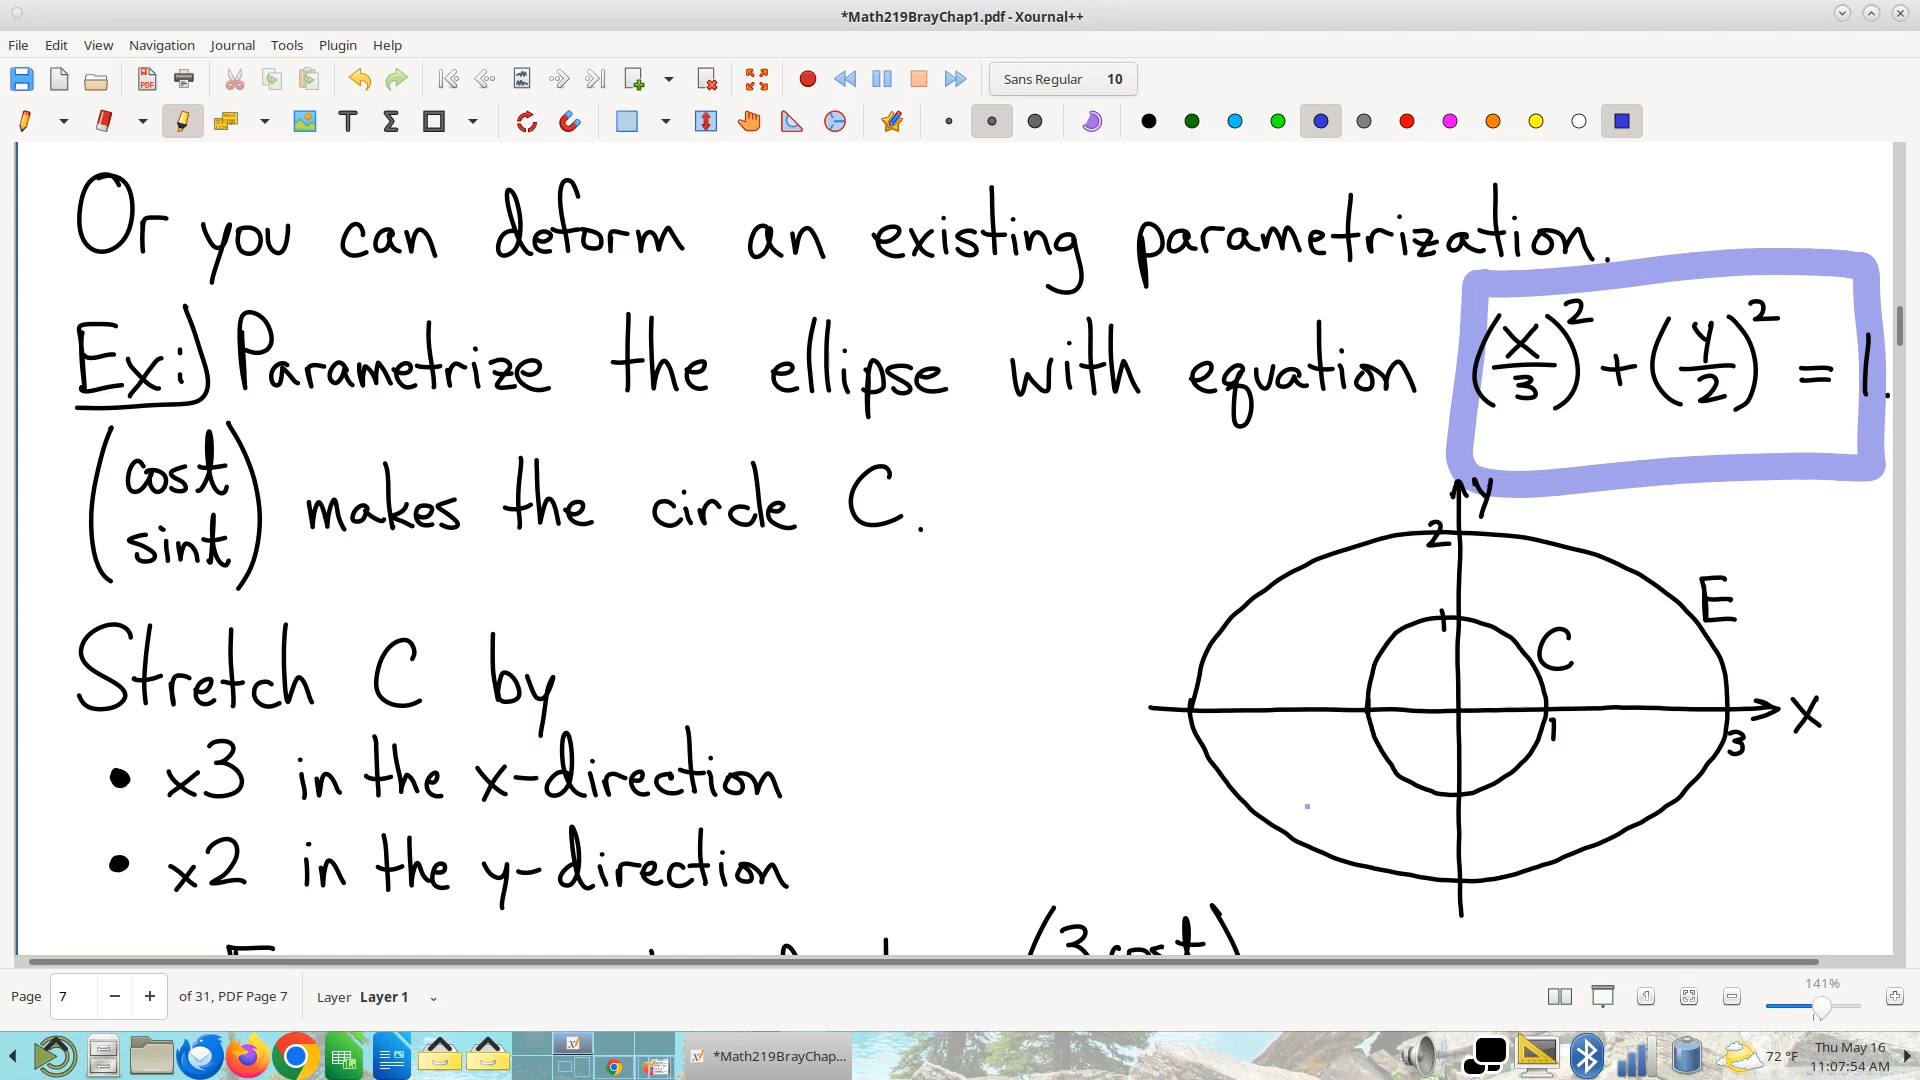 *Math219BrayChap1.pdf - Xournal++
File Edit View Navigation Journal Tools Plugin Help
Sans Regular 10
Or you can deform an existing parametrization.
Ex: Parametrize the ellipse with equation (x/3)² + (y/2)² = 1.
(cost
sint) makes the circle C.
Stretch C by
• x3 in the x-direction
• x2 in the y-direction
(3 cost)
y
2
E
1
C
1
3
x
Page 7 of 31, PDF Page 7 Layer Layer 1 141%
*Math219BrayChap... 72 °F Thu May 16
11:07:54 AM